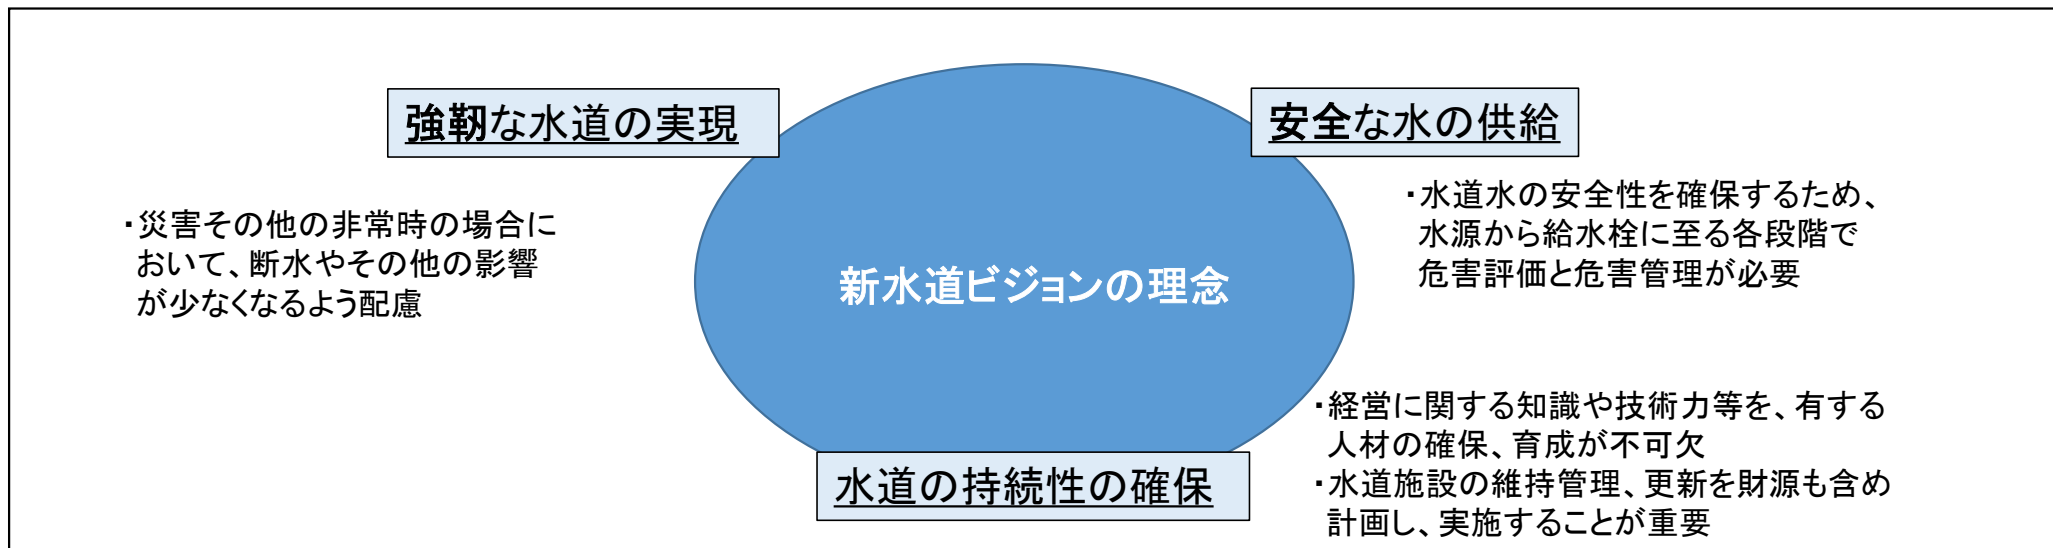 強靭な水道の実現
・災害その他の非常時の場合に
おいて、断水やその他の影響
が少なくなるよう配慮
安全な水の供給
・水道水の安全性を確保するため、
水源から給水栓に至る各段階で
危害評価と危害管理が必要
新水道ビジョンの理念
水道の持続性の確保
・経営に関する知識や技術力等を、有する
人材の確保、育成が不可欠
・水道施設の維持管理、更新を財源も含め
計画し、実施することが重要